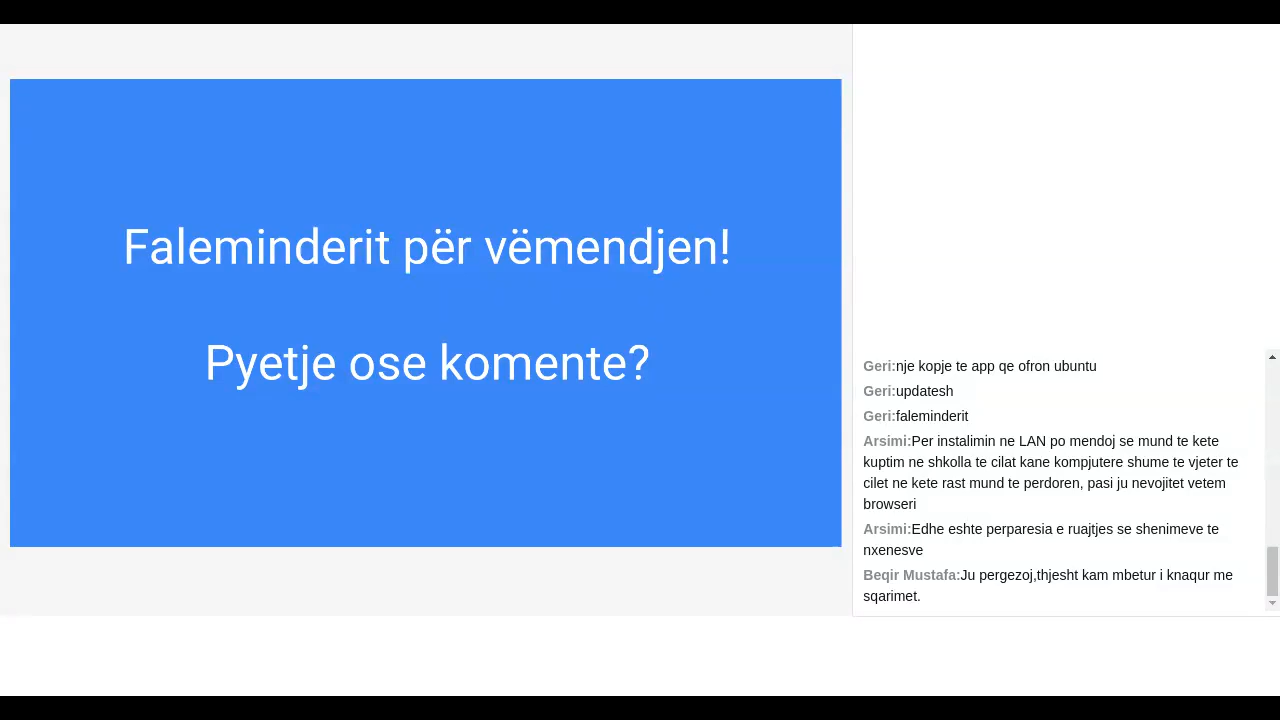 Faleminderit për vëmendjen!
Pyetje ose komente?
Geri:nje kopje te app qe ofron ubuntu
Geri:updatesh
Geri:faleminderit
Arsimi:Per instalimin ne LAN po mendoj se mund te kete
kuptim ne shkolla te cilat kane kompjutere shume te vjeter te
cilet ne kete rast mund te perdoren, pasi ju nevojitet vetem
browseri
Arsimi:Edhe eshte perparesia e ruajtjes se shenimeve te
nxenesve
Beqir Mustafa:Ju pergezoj,thjesht kam mbetur i knaqur me
sqarimet.